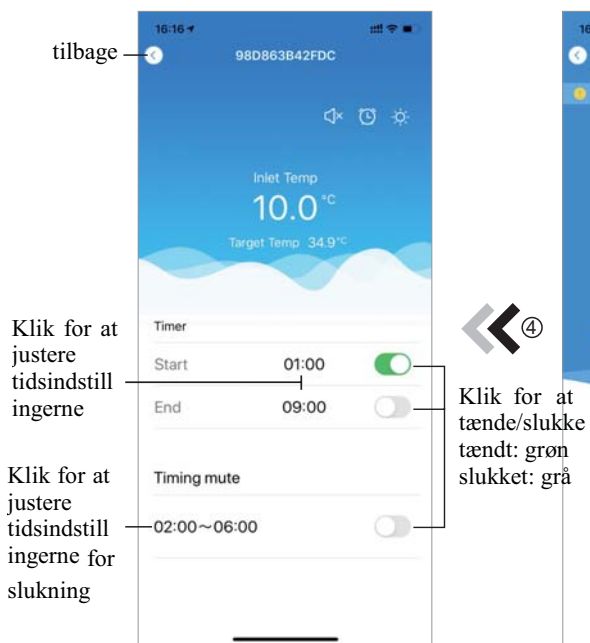 16:16
tilbage
98D863B42FDC
Inlet Temp
10.0 °C
Target Temp 34.9°C
Klik for at
justere
tidsindstill
ingerne
Timer
Start 01:00
End 09:00
④
Klik for at
tænde/slukke
tændt: grøn
slukket: grå
Klik for at
justere
tidsindstill
ingerne for
slukning
Timing mute
02:00～06:00